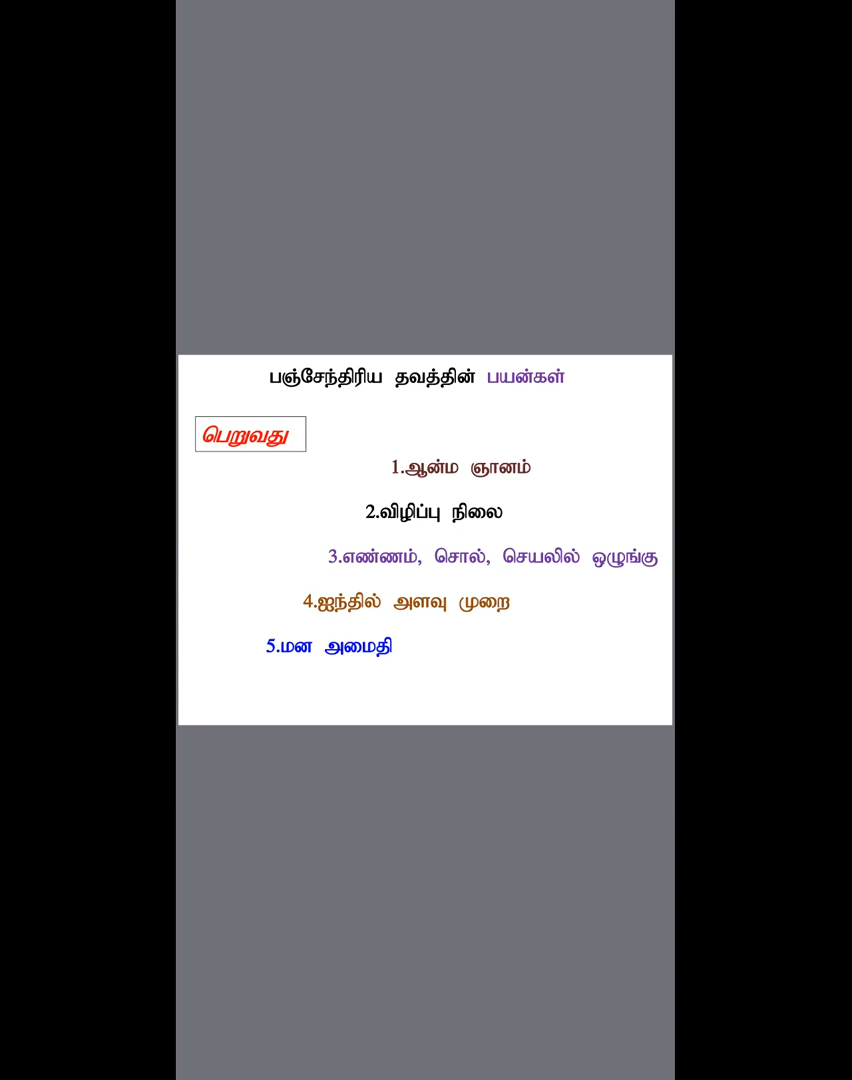 பஞ்சேந்திரிய தவத்தின் பயன்கள்
பெறுவது
1.ஆன்ம ஞானம்
2.விழிப்பு நிலை
3.எண்ணம், சொல், செயலில் ஒழுங்கு
4.ஐந்தில் அளவு முறை
5.மன அமைதி